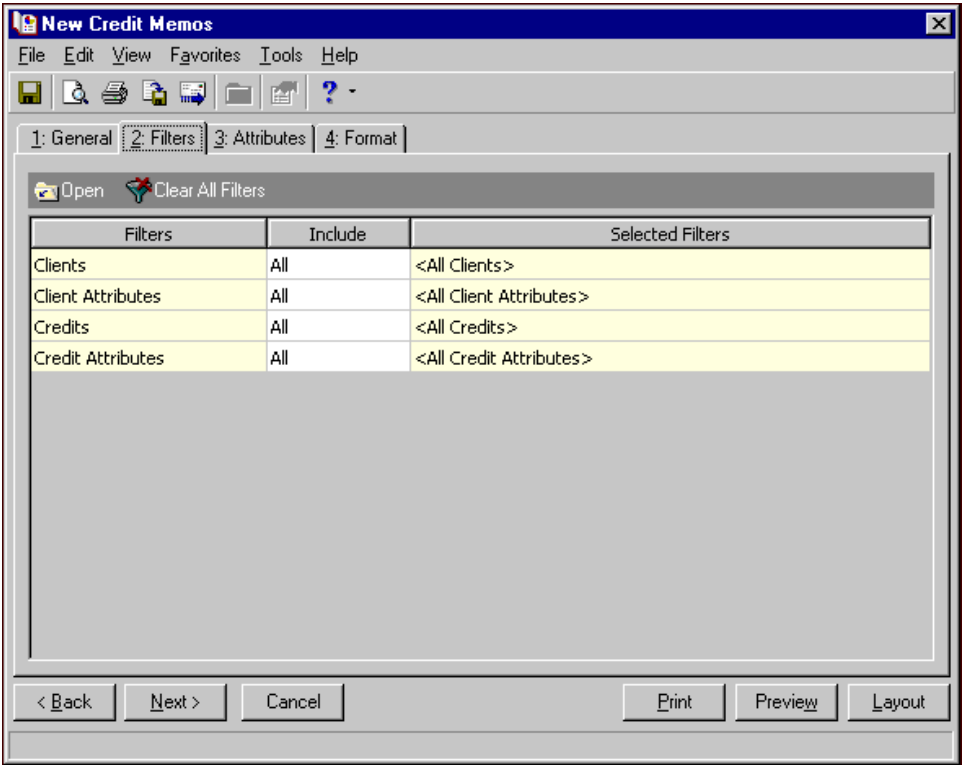 New Credit Memos
File Edit View Favorites Tools Help
?
1: General 2: Filters 3: Attributes 4: Format
Open Clear All Filters
Filters Include Selected Filters
Clients All <All Clients>
Client Attributes All <All Client Attributes>
Credits All <All Credits>
Credit Attributes All <All Credit Attributes>
< Back Next > Cancel Print Preview Layout